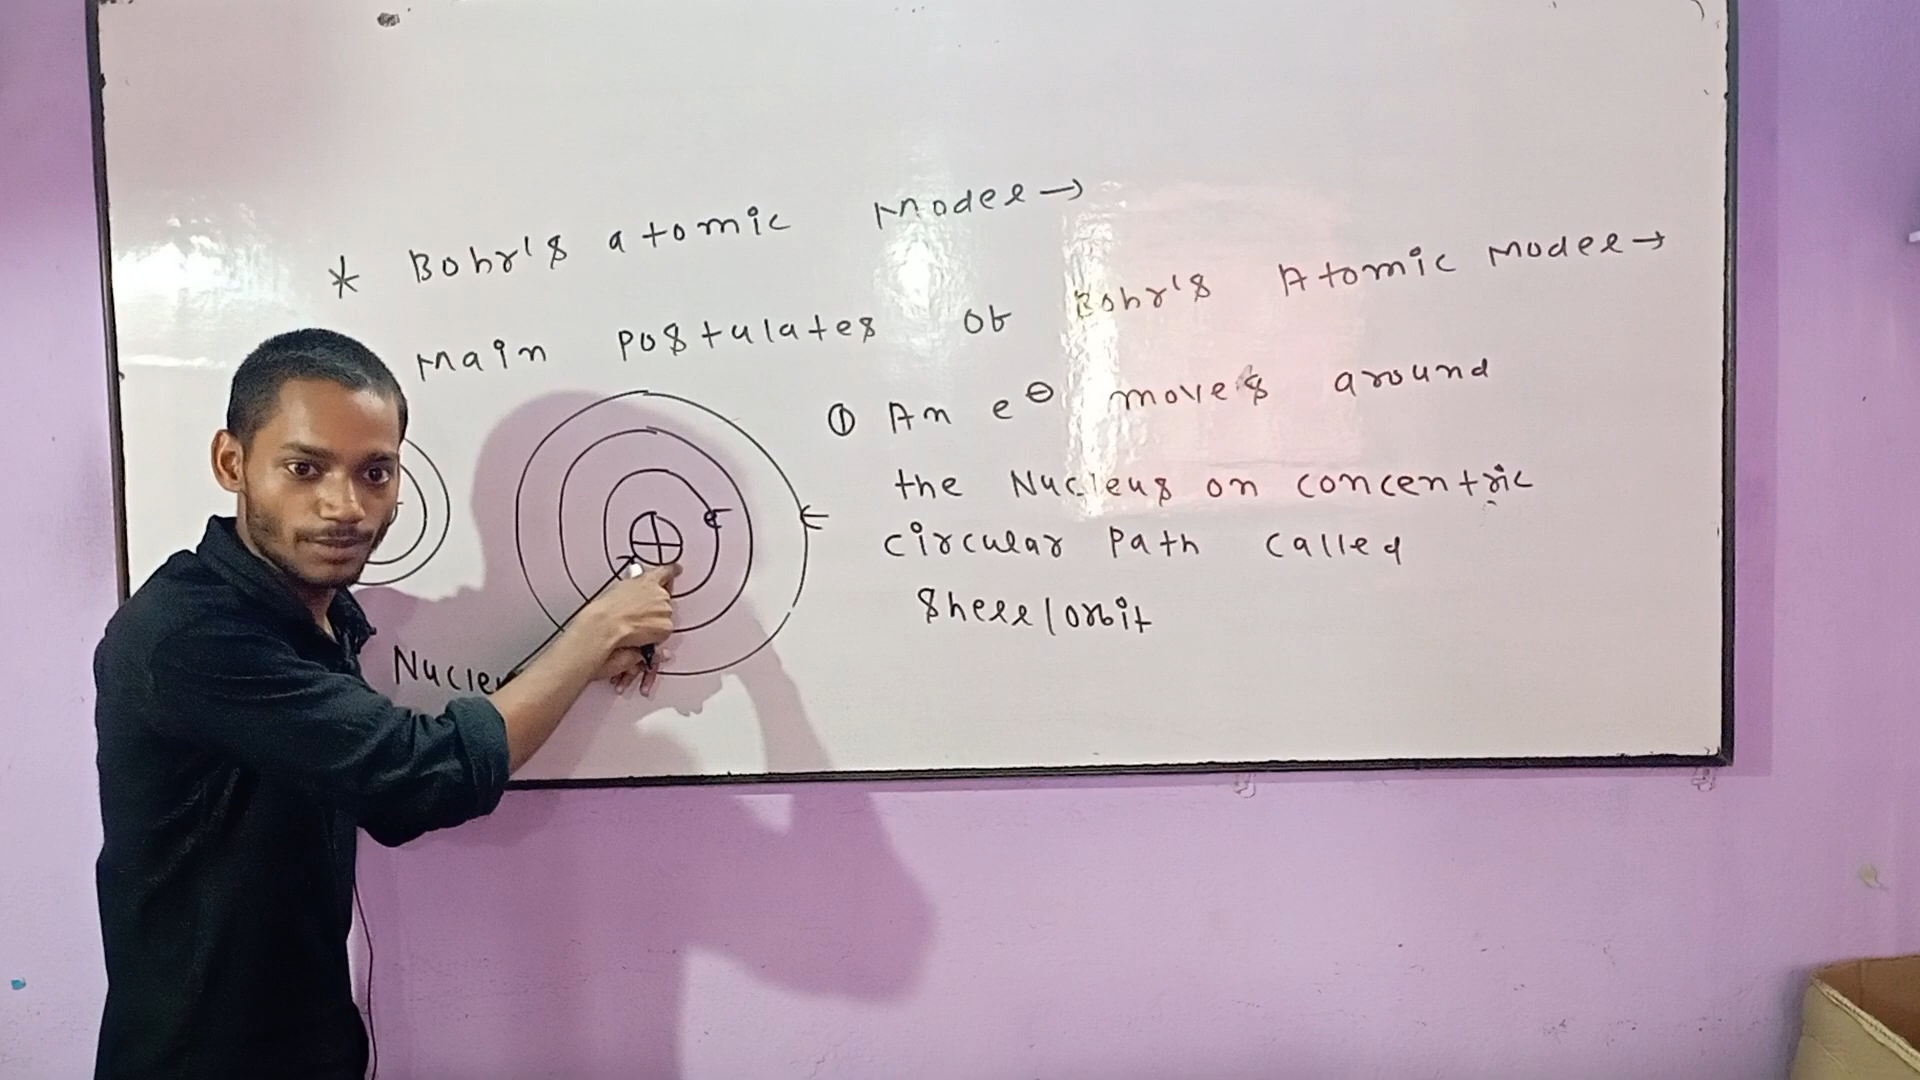 * Bohr's atomic Model →
Main Postulates of Bohr's Atomic Model →
① An e⊖ moves around
the Nucleus on concentric
circular Path called
Shell/orbit